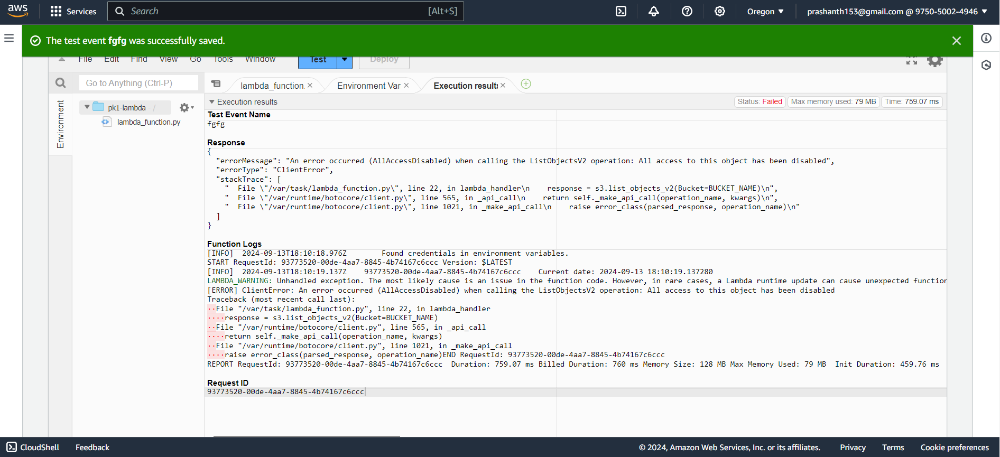 aws
Services
Search
[Alt+S]
Oregon ▼
prashanth153@gmail.com @ 9750-5002-4946 ▼
The test event fgfg was successfully saved.
File Edit Find View Go Tools Window
Test
Deploy
Go to Anything (Ctrl-P)
lambda_function.
Environment Var
Execution results
Environment
pk1-lambda - /
lambda_function.py
Execution results
Status: Failed
Max memory used: 79 MB
Time: 759.07 ms
Test Event Name
fgfg
Response
{
"errorMessage": "An error occurred (AllAccessDisabled) when calling the ListObjectsV2 operation: All access to this object has been disabled",
"errorType": "ClientError",
"stackTrace": [
"  File \"/var/task/lambda_function.py\", line 22, in lambda_handler\n    response = s3.list_objects_v2(Bucket=BUCKET_NAME)\n",
"  File \"/var/runtime/botocore/client.py\", line 565, in _api_call\n    return self._make_api_call(operation_name, kwargs)\n",
"  File \"/var/runtime/botocore/client.py\", line 1021, in _make_api_call\n    raise error_class(parsed_response, operation_name)\n"
]
}
Function Logs
[INFO]  2024-09-13T18:10:18.976Z        Found credentials in environment variables.
START RequestId: 93773520-00de-4aa7-8845-4b74167c6ccc Version: $LATEST
[INFO]  2024-09-13T18:10:19.137Z    93773520-00de-4aa7-8845-4b74167c6ccc    Current date: 2024-09-13 18:10:19.137280
LAMBDA_WARNING: Unhandled exception. The most likely cause is an issue in the function code. However, in rare cases, a Lambda runtime update can cause unexpected function
[ERROR] ClientError: An error occurred (AllAccessDisabled) when calling the ListObjectsV2 operation: All access to this object has been disabled
Traceback (most recent call last):
··File "/var/task/lambda_function.py", line 22, in lambda_handler
····response = s3.list_objects_v2(Bucket=BUCKET_NAME)
··File "/var/runtime/botocore/client.py", line 565, in _api_call
····return self._make_api_call(operation_name, kwargs)
··File "/var/runtime/botocore/client.py", line 1021, in _make_api_call
····raise error_class(parsed_response, operation_name)END RequestId: 93773520-00de-4aa7-8845-4b74167c6ccc
REPORT RequestId: 93773520-00de-4aa7-8845-4b74167c6ccc  Duration: 759.07 ms Billed Duration: 760 ms Memory Size: 128 MB Max Memory Used: 79 MB  Init Duration: 459.76 ms
Request ID
93773520-00de-4aa7-8845-4b74167c6ccc
CloudShell
Feedback
© 2024, Amazon Web Services, Inc. or its affiliates.
Privacy
Terms
Cookie preferences